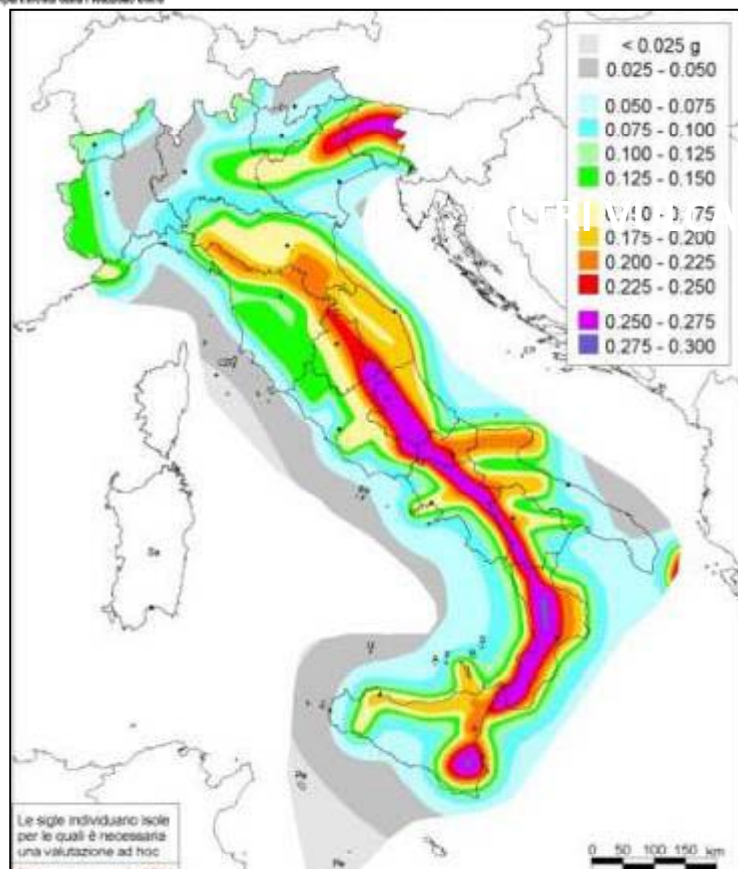 < 0.025 g
0.025 - 0.050
0.050 - 0.075
0.075 - 0.100
0.100 - 0.125
0.125 - 0.150
0.175 - 0.200
0.200 - 0.225
0.225 - 0.250
0.250 - 0.275
0.275 - 0.300
Sa
U
Le sigle individuano isole
per le quali è necessaria
una valutazione ad hoc
0 50 100 150 km